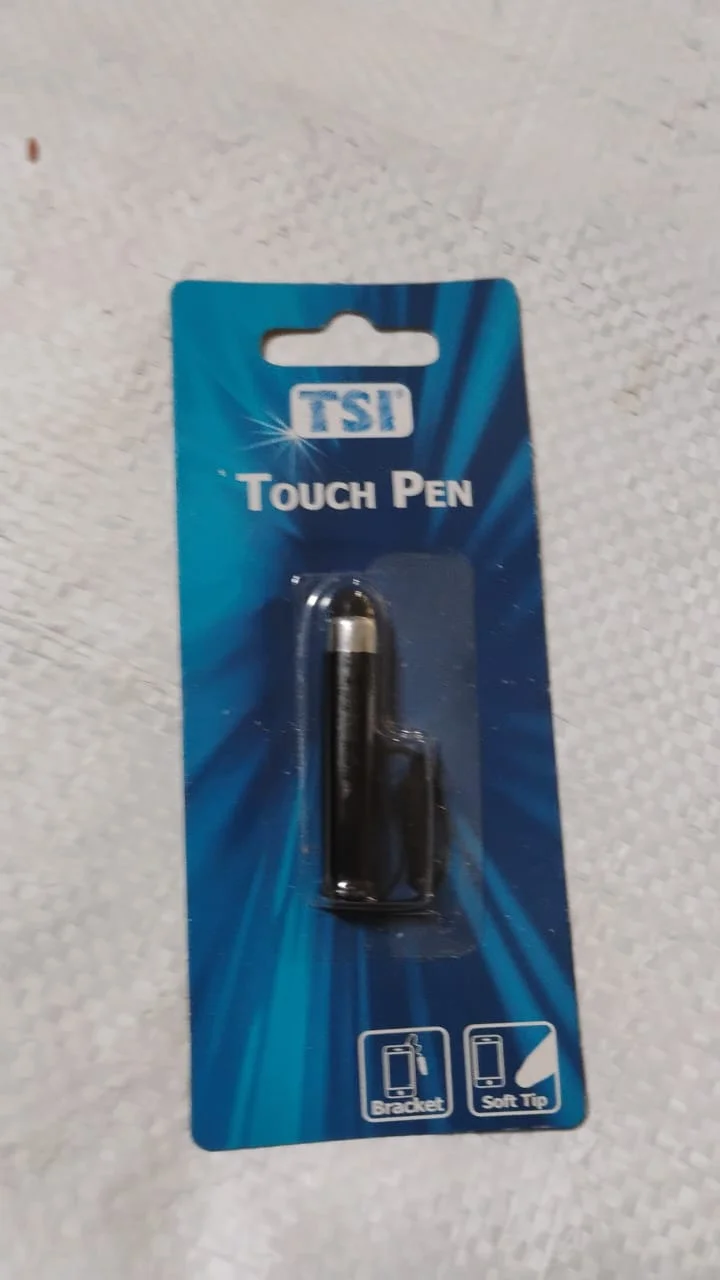 TSI®
TOUCH PEN
Bracket
Soft Tip